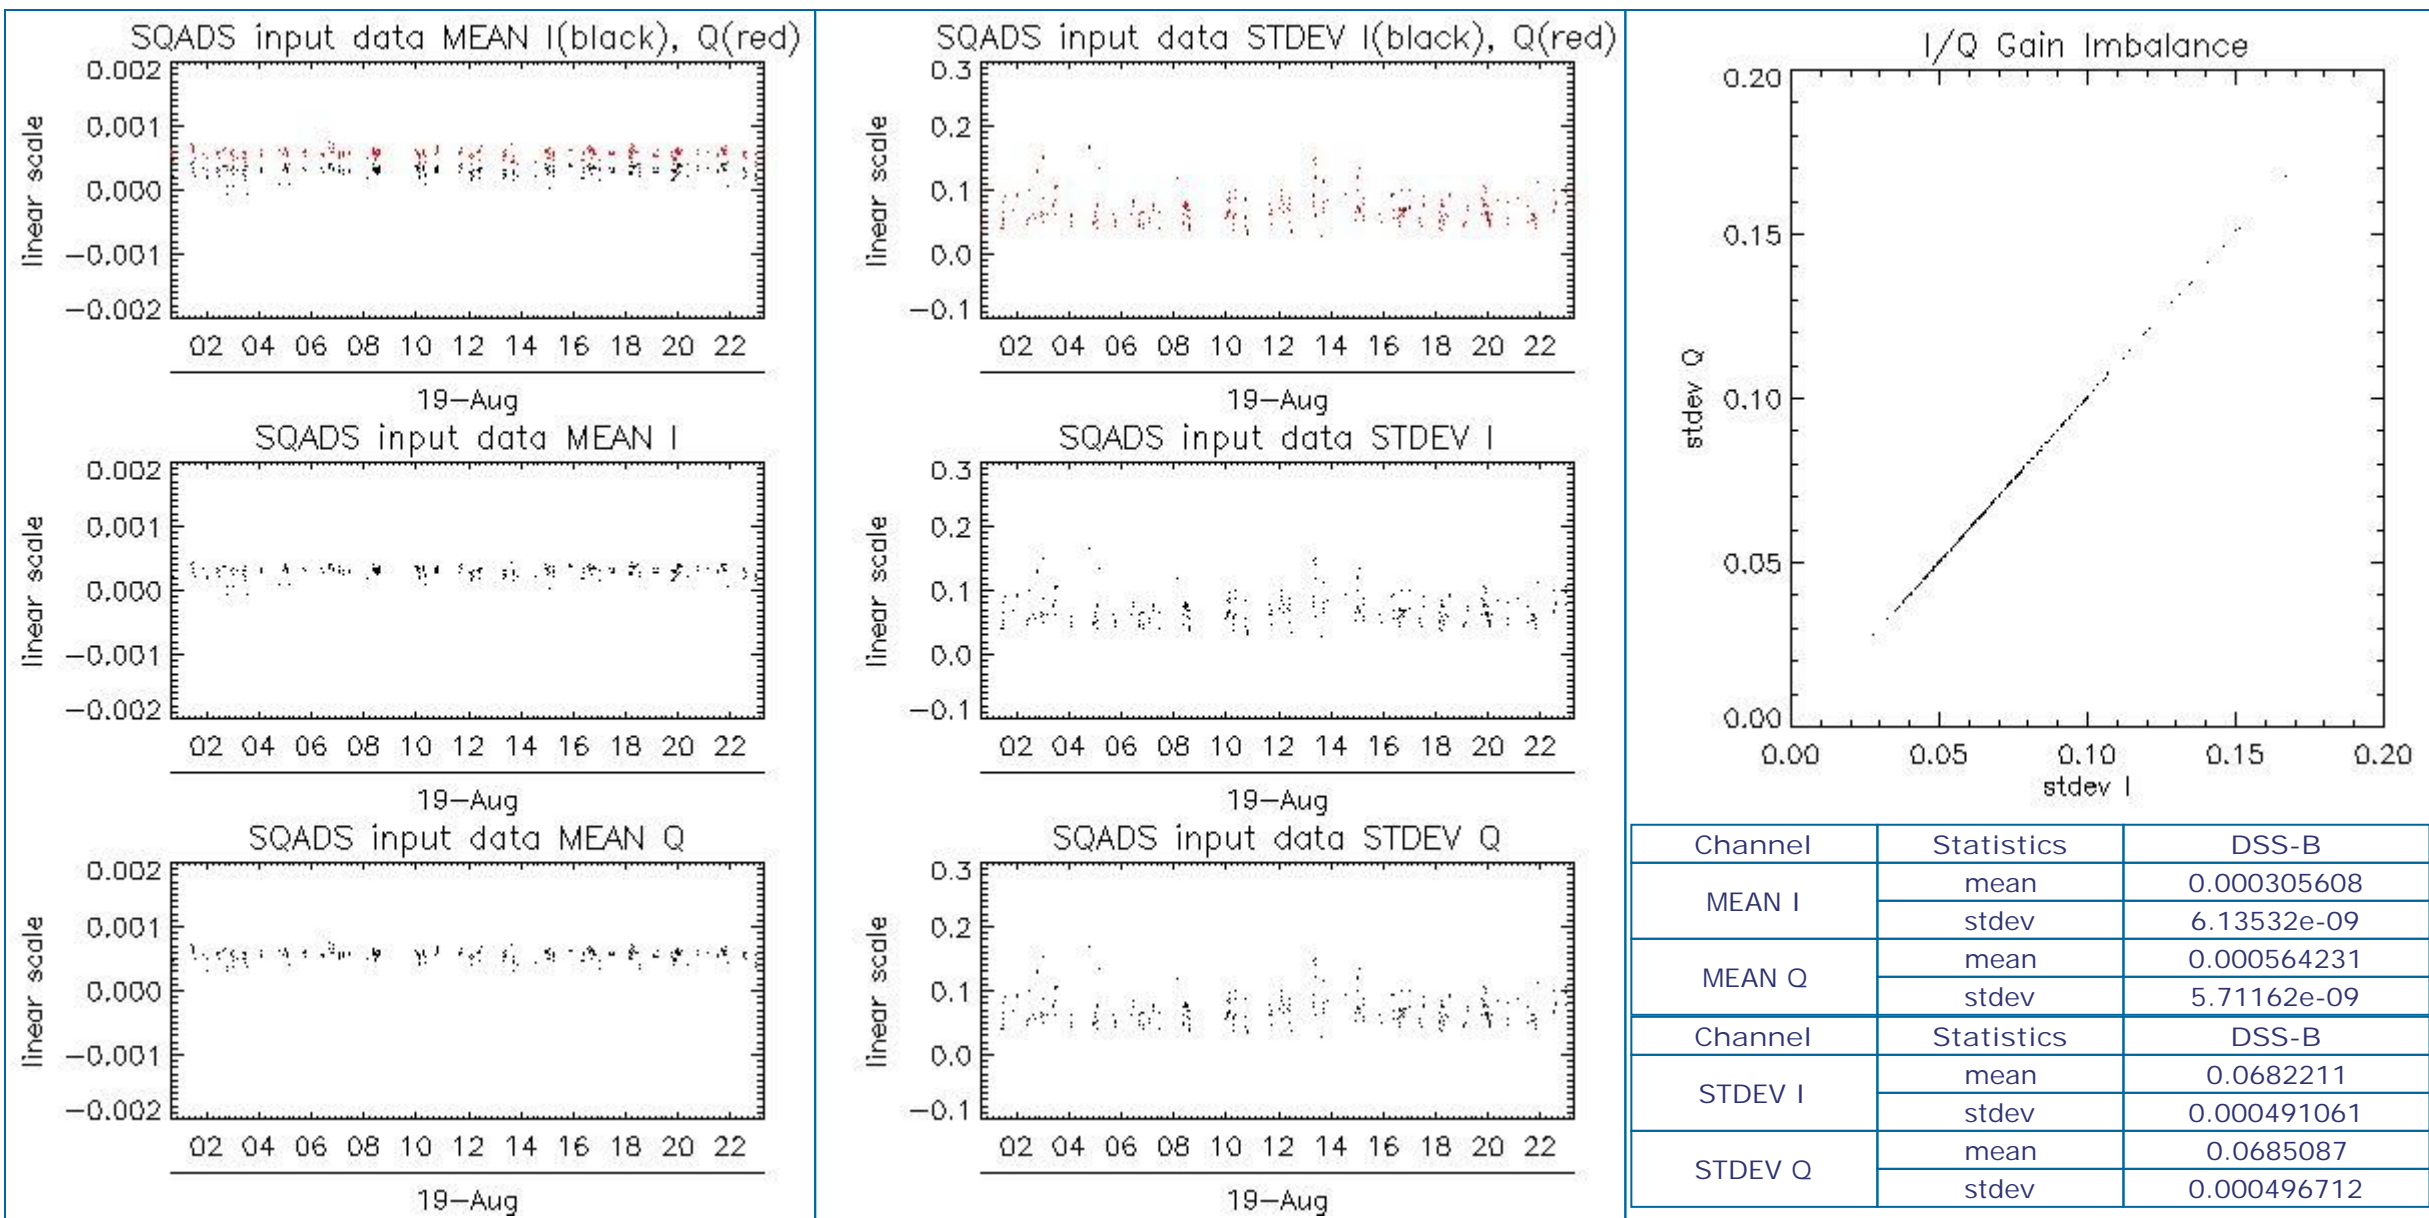 SQADS input data MEAN I(black), Q(red)
0.002
0.001
0.000
−0.001
−0.002
linear scale
02 04 06 08 10 12 14 16 18 20 22
19−Aug
SQADS input data MEAN I
0.002
0.001
0.000
−0.001
−0.002
linear scale
02 04 06 08 10 12 14 16 18 20 22
19−Aug
SQADS input data MEAN Q
0.002
0.001
0.000
−0.001
−0.002
linear scale
02 04 06 08 10 12 14 16 18 20 22
19−Aug
SQADS input data STDEV I(black), Q(red)
0.3
0.2
0.1
0.0
−0.1
linear scale
02 04 06 08 10 12 14 16 18 20 22
19−Aug
SQADS input data STDEV I
0.3
0.2
0.1
0.0
−0.1
linear scale
02 04 06 08 10 12 14 16 18 20 22
19−Aug
SQADS input data STDEV Q
0.3
0.2
0.1
0.0
−0.1
linear scale
02 04 06 08 10 12 14 16 18 20 22
19−Aug
I/Q Gain Imbalance
0.20
0.15
0.10
0.05
0.00
stdev Q
0.00 0.05 0.10 0.15 0.20
stdev I
Channel Statistics DSS-B
MEAN I mean 0.000305608
stdev 6.13532e-09
MEAN Q mean 0.000564231
stdev 5.71162e-09
Channel Statistics DSS-B
STDEV I mean 0.0682211
stdev 0.000491061
STDEV Q mean 0.0685087
stdev 0.000496712